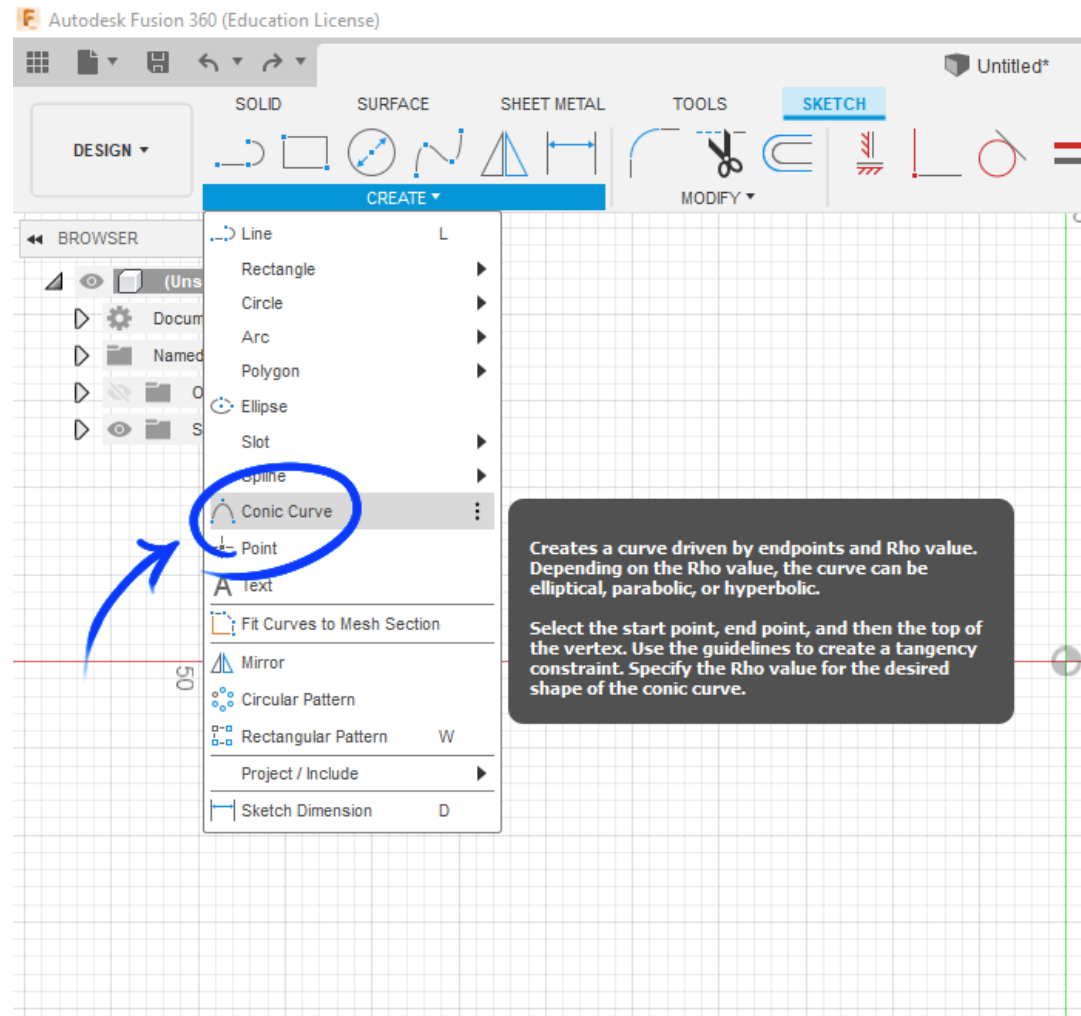 Autodesk Fusion 360 (Education License)
Untitled*
SOLID SURFACE SHEET METAL TOOLS SKETCH
DESIGN
CREATE MODIFY
BROWSER
(Uns
Docum
Named
O
S
Line L
Rectangle
Circle
Arc
Polygon
Ellipse
Slot
Spline
Conic Curve
Point
Text
Fit Curves to Mesh Section
Mirror
Circular Pattern
Rectangular Pattern W
Project / Include
Sketch Dimension D
Creates a curve driven by endpoints and Rho value.
Depending on the Rho value, the curve can be
elliptical, parabolic, or hyperbolic.
Select the start point, end point, and then the top of
the vertex. Use the guidelines to create a tangency
constraint. Specify the Rho value for the desired
shape of the conic curve.
50